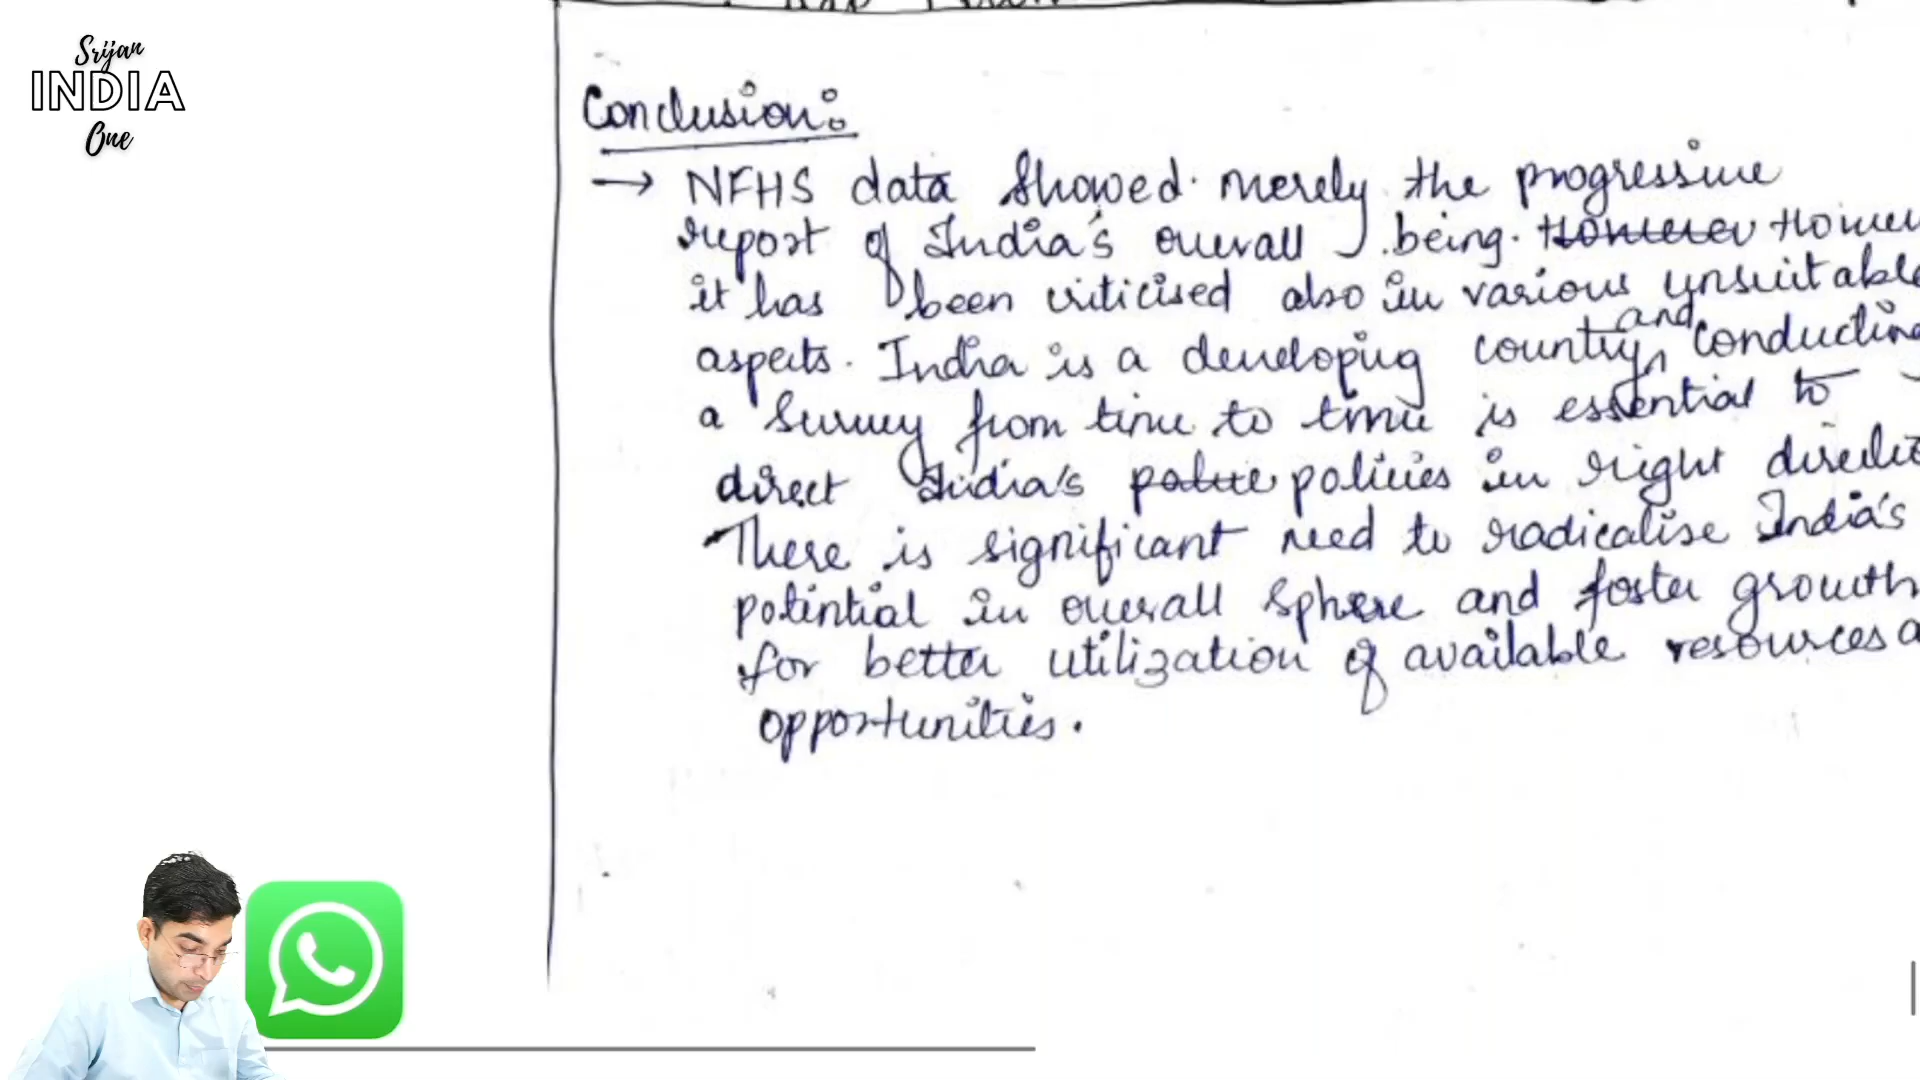 Srijan
INDIA
One
Conclusion:
→ NFHS data showed merely the progressive
report of India's overall being. However
it has been criticised also in various unsuitable
aspects. India is a developing country and conducting
a survey from time to time is essential to
direct India's policies in right
There is significant need to radicalise India's
potential in overall sphere and foster growth
for better utilization of available resources
opportunities.